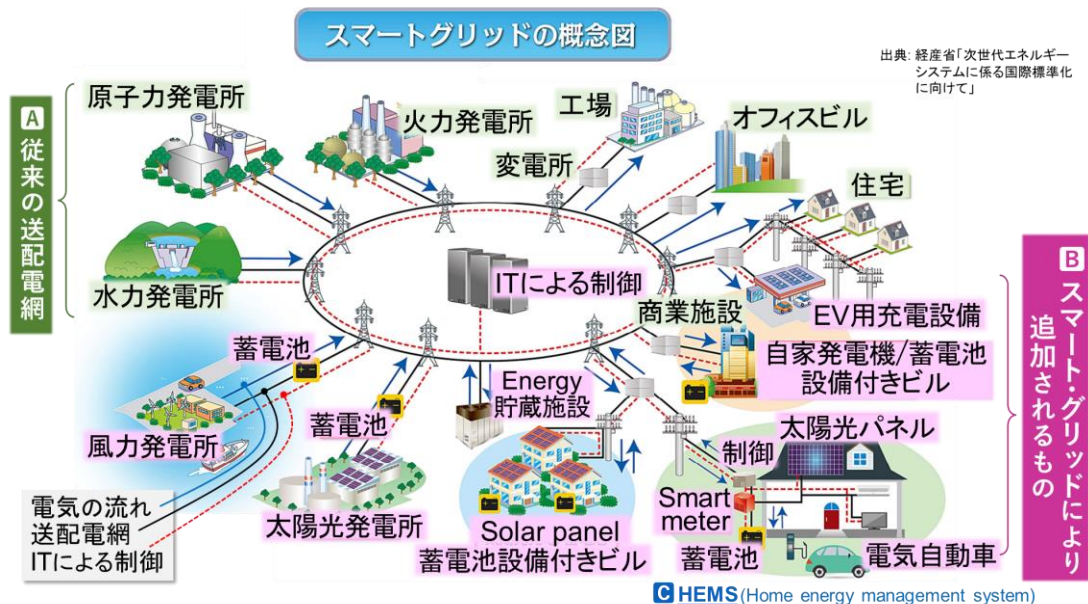 スマートグリッドの概念図
出典: 経産省「次世代エネルギー
システムに係る国際標準化
に向けて」
A 従来の送配電網
原子力発電所
火力発電所
工場
変電所
オフィスビル
住宅
水力発電所
ITによる制御
商業施設
EV用充電設備
自家発電機/蓄電池
設備付きビル
B スマート・グリッドにより
追加されるもの
蓄電池
風力発電所
蓄電池
太陽光発電所
Energy
貯蔵施設
Solar panel
蓄電池設備付きビル
制御
太陽光パネル
Smart
meter
蓄電池
電気自動車
電気の流れ
送配電網
ITによる制御
C HEMS (Home energy management system)